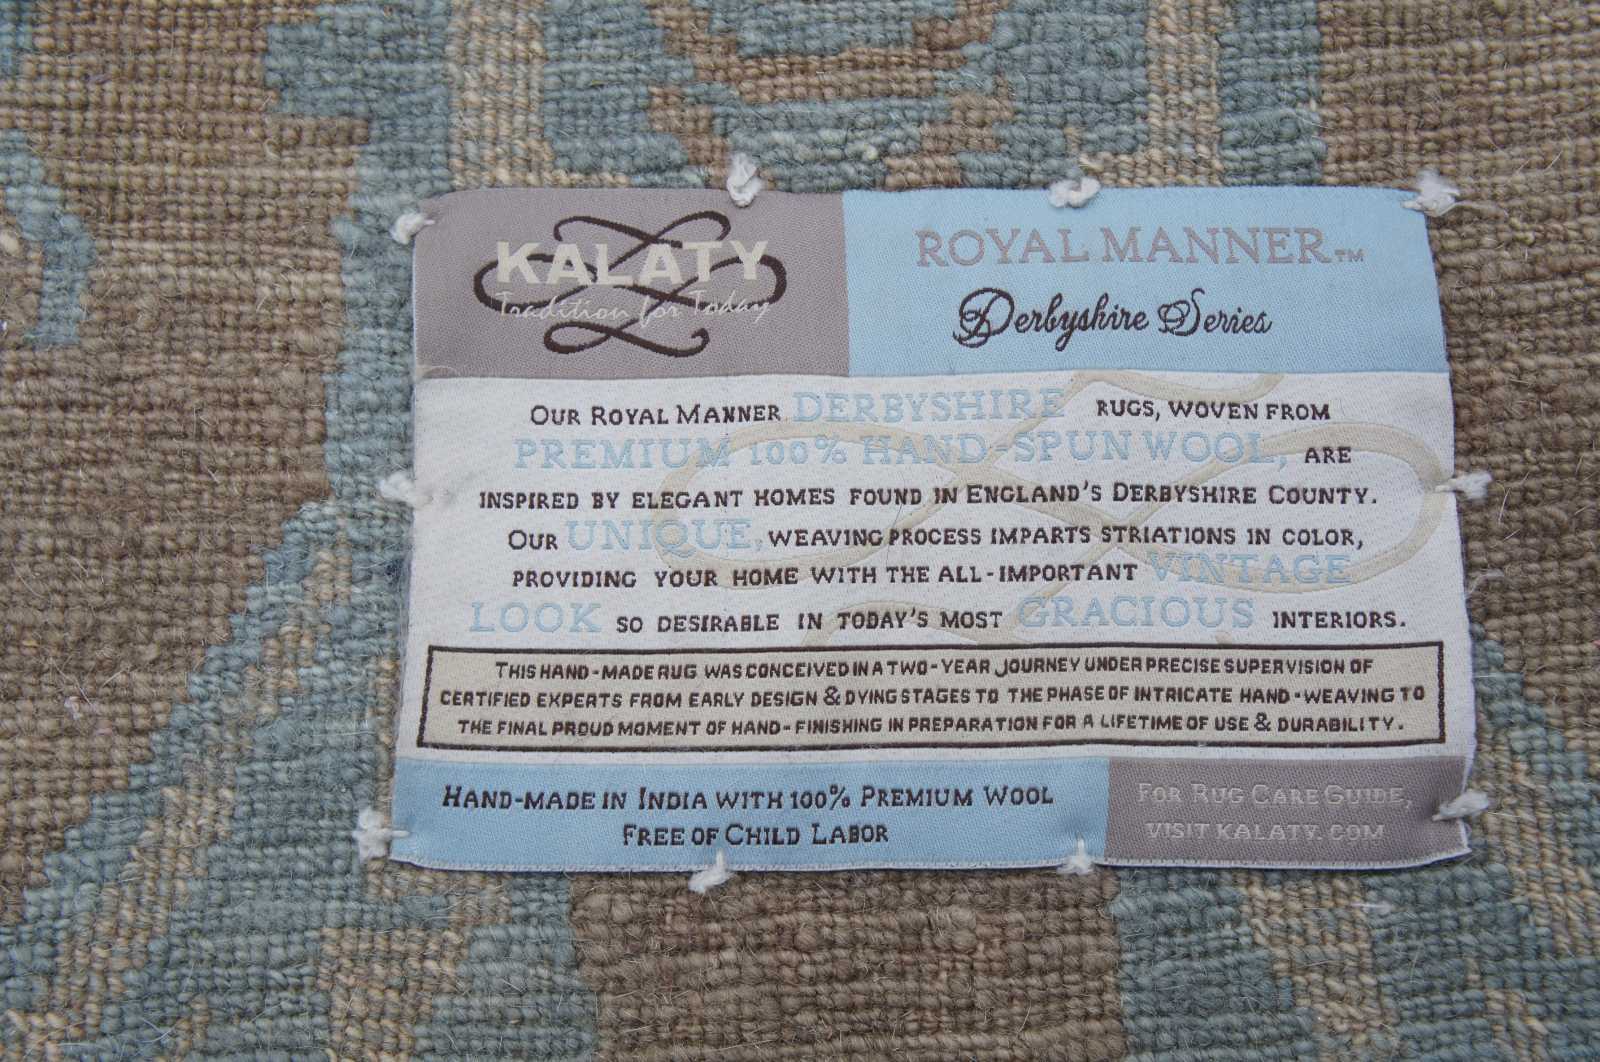 KALATY
Tradition for Today
ROYAL MANNER™
Derbyshire Series
OUR ROYAL MANNER DERBYSHIRE RUGS, WOVEN FROM
PREMIUM 100% HAND-SPUN WOOL, ARE
INSPIRED BY ELEGANT HOMES FOUND IN ENGLAND'S DERBYSHIRE COUNTY.
OUR UNIQUE, WEAVING PROCESS IMPARTS STRIATIONS IN COLOR,
PROVIDING YOUR HOME WITH THE ALL-IMPORTANT VINTAGE
LOOK SO DESIRABLE IN TODAY'S MOST GRACIOUS INTERIORS.
THIS HAND-MADE RUG WAS CONCEIVED IN A TWO-YEAR JOURNEY UNDER PRECISE SUPERVISION OF
CERTIFIED EXPERTS FROM EARLY DESIGN & DYING STAGES TO THE PHASE OF INTRICATE HAND-WEAVING TO
THE FINAL PROUD MOMENT OF HAND-FINISHING IN PREPARATION FOR A LIFETIME OF USE & DURABILITY.
HAND-MADE IN INDIA WITH 100% PREMIUM WOOL
FREE OF CHILD LABOR
FOR RUG CARE GUIDE,
VISIT KALATY.COM